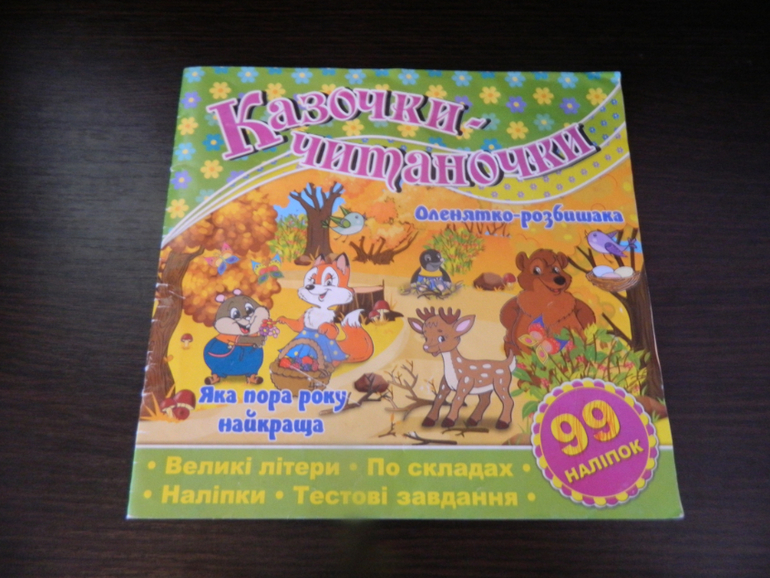 Казочки-
читаночки
Оленятко-розбишака
Яка пора року
найкраща
99
НАЛІПОК
• Великі літери • По складах •
• Наліпки • Тестові завдання •